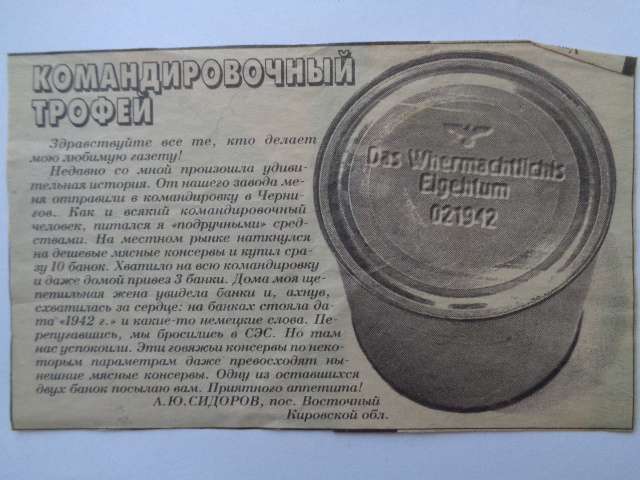 КОМАНДИРОВОЧНЫЙ
ТРОФЕЙ
Здравствуйте все те, кто делает
мою любимую газету!
Недавно со мной произошла удиви-
тельная история. От нашего завода ме-
ня отправили в командировку в Черни-
гов. Как и всякий командировочный
человек, питался я «подручными» сред-
ствами. На местном рынке наткнулся
на дешевые мясные консервы и купил сра-
зу 10 банок. Хватило на всю командировку
и даже домой привез 3 банки. Дома моя ще-
петильная жена увидела банки и, ахнув,
схватилась за сердце: на банках стояла да-
та «1942 г.» и какие-то немецкие слова. Пе-
репугавшись, мы бросились в СЭС. Но там
нас успокоили. Эти говяжьи консервы по неко-
торым параметрам даже превосходят ны-
нешние мясные консервы. Одну из оставшихся
двух банок посылаю вам. Приятного аппетита!
А.Ю.СИДОРОВ, пос. Восточный
Кировской обл.
Das Whermachtlichis
Eigehtum
021942